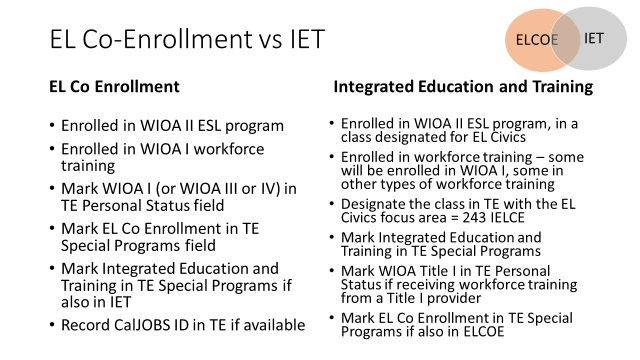 EL Co-Enrollment vs IET
ELCOE
IET
EL Co Enrollment
• Enrolled in WIOA II ESL program
• Enrolled in WIOA I workforce
training
• Mark WIOA I (or WIOA III or IV) in
TE Personal Status field
• Mark EL Co Enrollment in TE
Special Programs field
• Mark Integrated Education and
Training in TE Special Programs if
also in IET
• Record CalJOBS ID in TE if available
Integrated Education and Training
• Enrolled in WIOA II ESL program, in a
class designated for EL Civics
• Enrolled in workforce training – some
will be enrolled in WIOA I, some in
other types of workforce training
• Designate the class in TE with the EL
Civics focus area = 243 IELCE
• Mark Integrated Education and
Training in TE Special Programs
• Mark WIOA Title I in TE Personal
Status if receiving workforce training
from a Title I provider
• Mark EL Co Enrollment in TE Special
Programs if also in ELCOE